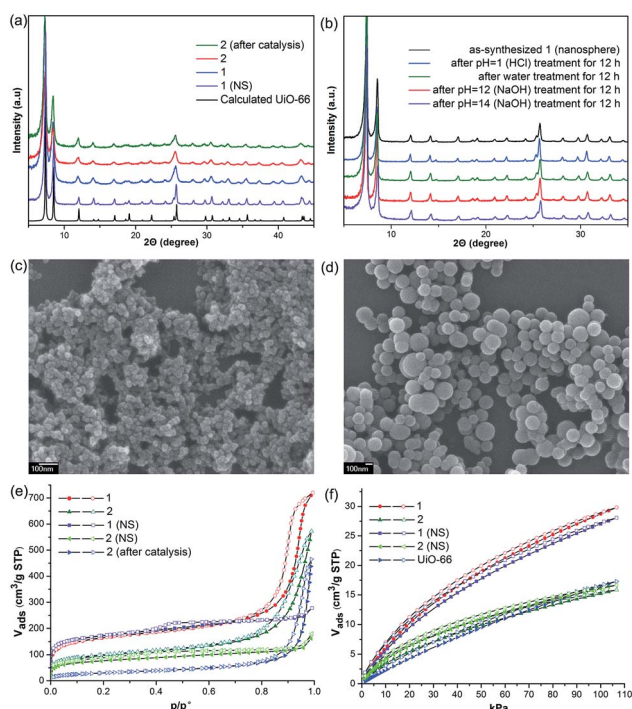 (a)
Intensity (a.u)
2 (after catalysis)
2
1
1 (NS)
Calculated UiO-66
5 10 20 30 40
2Θ (degree)
(b)
Intensity (a.u.)
as-synthesized 1 (nanosphere)
after pH=1 (HCl) treatment for 12 h
after water treatment for 12 h
after pH=12 (NaOH) treatment for 12 h
after pH=14 (NaOH) treatment for 12 h
10 20 30
2Θ (degree)
(c)
100nm
(d)
100nm
(e)
Vads (cm3/g STP)
700
600
500
400
300
200
100
0
1
2
1 (NS)
2 (NS)
2 (after catalysis)
0.0 0.2 0.4 0.6 0.8 1.0
p/p°
(f)
Vads (cm3/g STP)
30
25
20
15
10
5
0
1
2
1 (NS)
2 (NS)
UiO-66
0 10 20 30 40 50 60 70 80 90 100 110
kPa